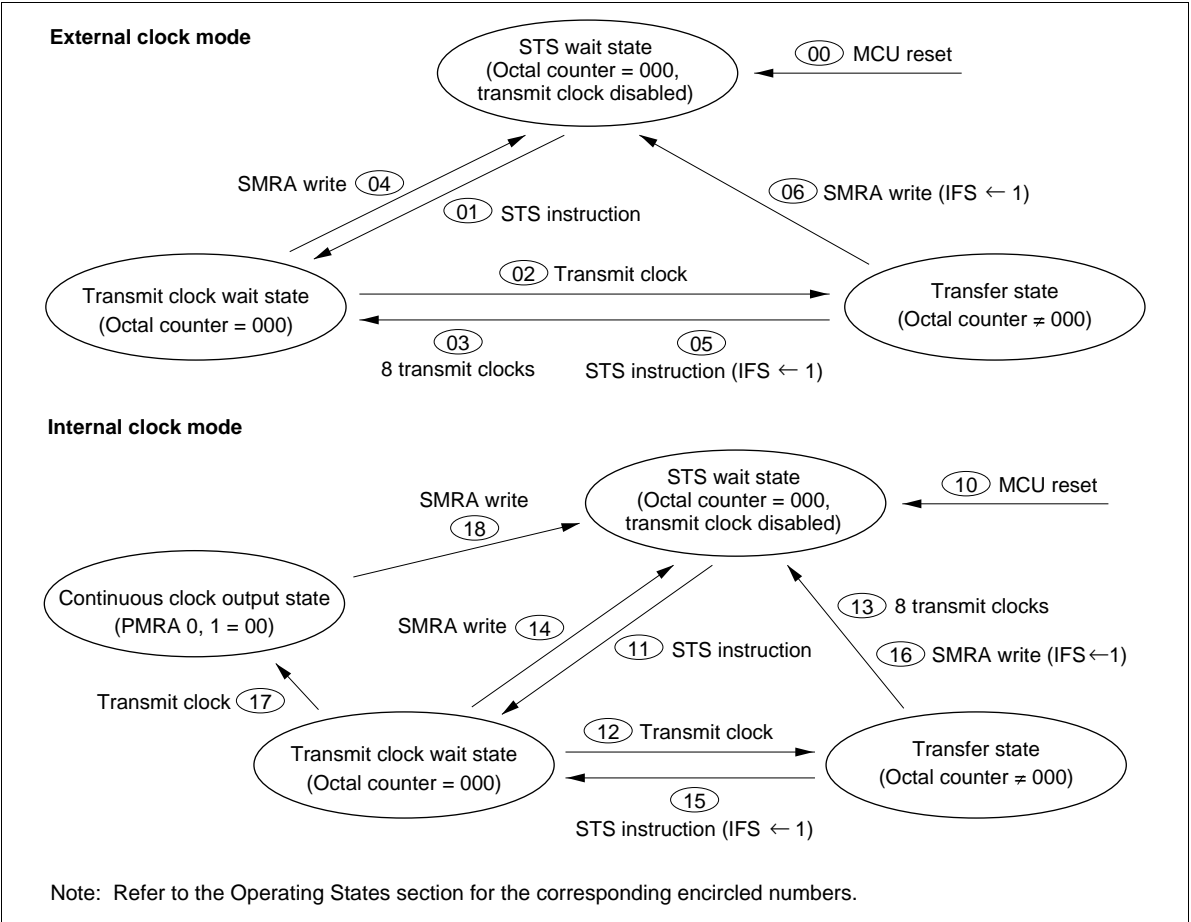 External clock mode
STS wait state
(Octal counter = 000,
transmit clock disabled)
00 MCU reset
SMRA write 04
01 STS instruction
06 SMRA write (IFS ← 1)
Transmit clock wait state
(Octal counter = 000)
02 Transmit clock
Transfer state
(Octal counter ≠ 000)
03
8 transmit clocks
05
STS instruction (IFS ← 1)
Internal clock mode
STS wait state
(Octal counter = 000,
transmit clock disabled)
10 MCU reset
SMRA write
18
Continuous clock output state
(PMRA 0, 1 = 00)
SMRA write 14
11 STS instruction
13 8 transmit clocks
16 SMRA write (IFS←1)
Transmit clock 17
Transmit clock wait state
(Octal counter = 000)
12 Transmit clock
Transfer state
(Octal counter ≠ 000)
15
STS instruction (IFS ← 1)
Note: Refer to the Operating States section for the corresponding encircled numbers.